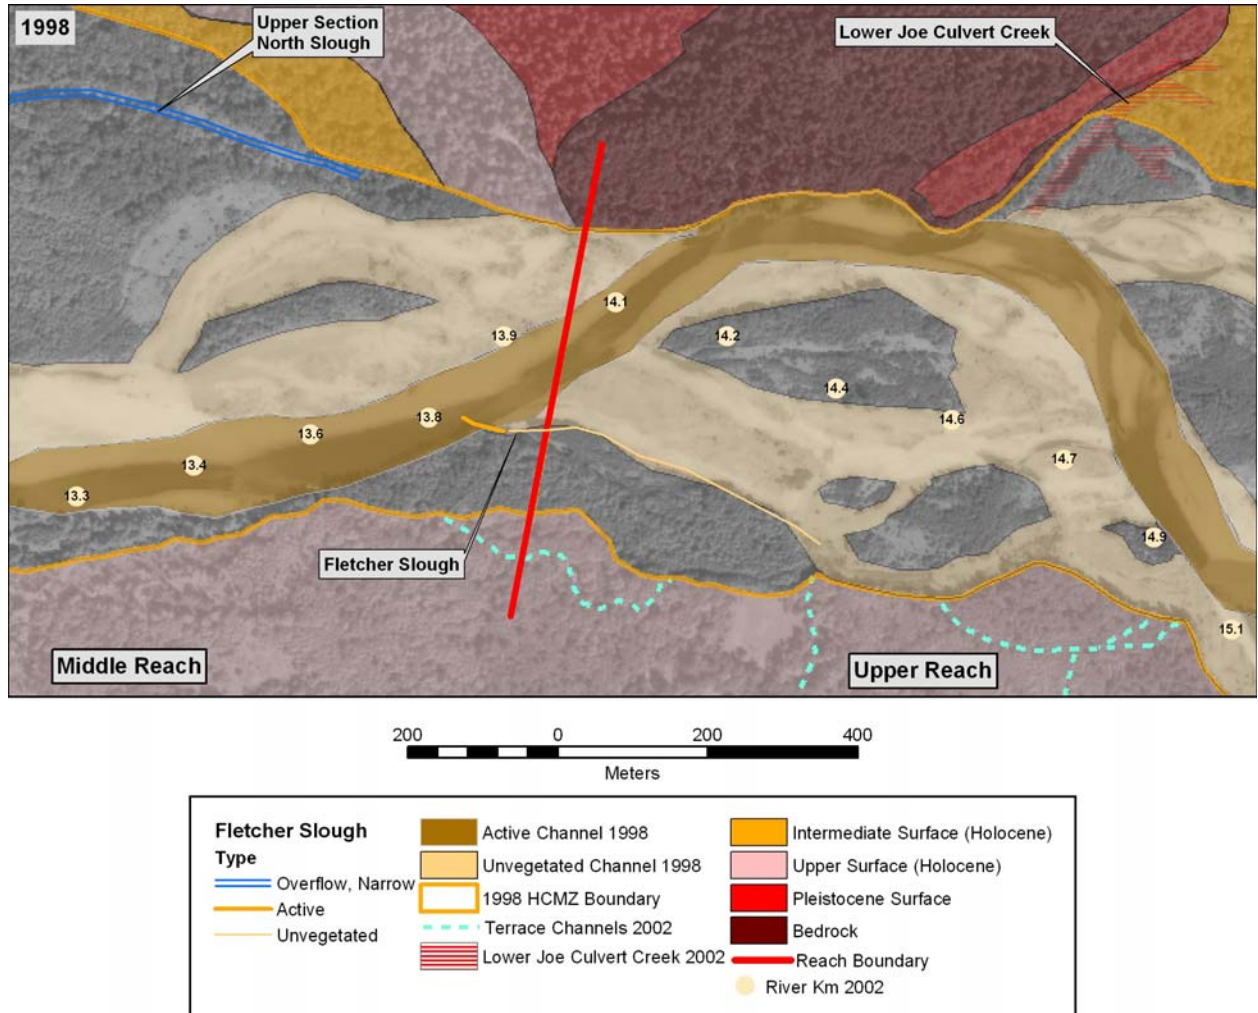 1998
Upper Section
North Slough
Lower Joe Culvert Creek
14.1
13.9
14.2
14.4
13.8
14.6
13.6
14.7
13.4
13.3
14.9
Fletcher Slough
15.1
Middle Reach
Upper Reach
200 0 200 400
Meters
Fletcher Slough
Type
Overflow, Narrow
Active
Unvegetated
Active Channel 1998
Unvegetated Channel 1998
1998 HCMZ Boundary
Terrace Channels 2002
Lower Joe Culvert Creek 2002
Intermediate Surface (Holocene)
Upper Surface (Holocene)
Pleistocene Surface
Bedrock
Reach Boundary
River Km 2002